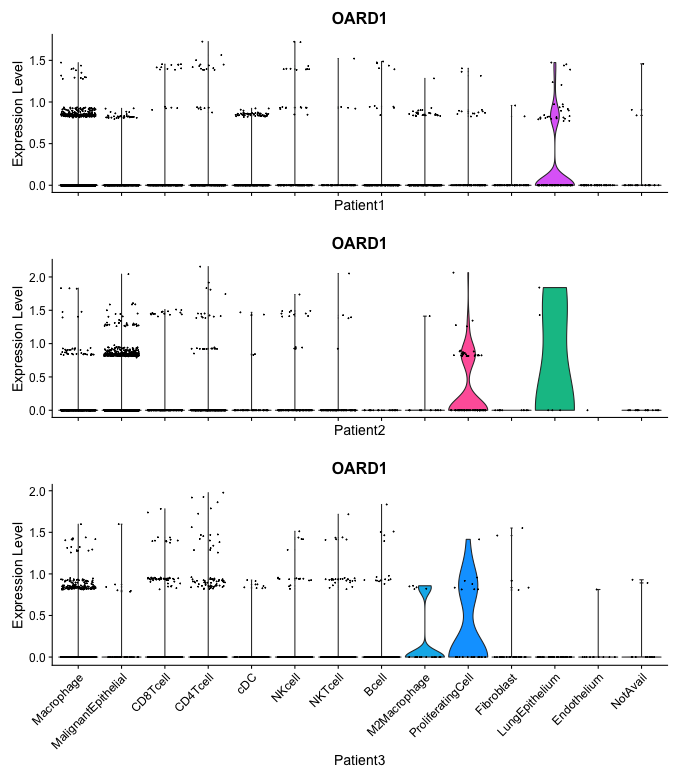 OARD1
Expression Level
1.5
1.0
0.5
0.0
Patient1
OARD1
Expression Level
2.0
1.5
1.0
0.5
0.0
Patient2
OARD1
Expression Level
2.0
1.5
1.0
0.5
0.0
Macrophage
MalignantEpithelial
CD8Tcell
CD4Tcell
cDC
NKcell
NKTcell
Bcell
M2Macrophage
ProliferatingCell
Fibroblast
LungEpithelium
Endothelium
NotAvail
Patient3